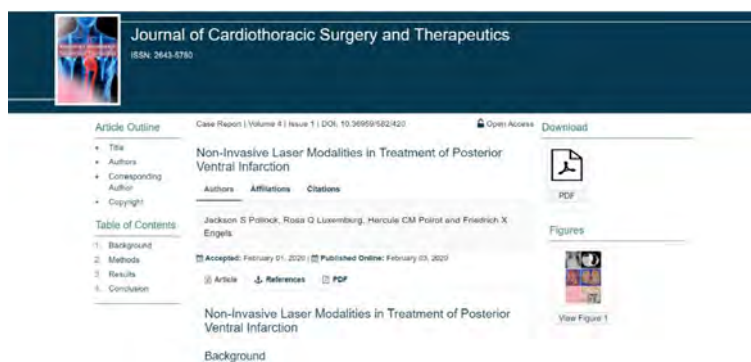 Journal of Cardiothoracic Surgery and Therapeutics
ISSN: 2643-5760
Article Outline
Title
Authors
Corresponding
Author
Copyright
Table of Contents
1. Background
2. Methods
3. Results
4. Conclusion
Case Report | Volume 4 | Issue 1 | DOI: 10.36959/582/420
Open Access
Non-Invasive Laser Modalities in Treatment of Posterior
Ventral Infarction
Authors Affiliations Citations
Jackson S Pollock, Rosa Q Luxemburg, Hercule CM Poirot and Friedrich X
Engels
Accepted: February 01, 2020 | Published Online: February 03, 2020
Article References PDF
Non-Invasive Laser Modalities in Treatment of Posterior
Ventral Infarction
Background
Download
PDF
Figures
View Figure 1